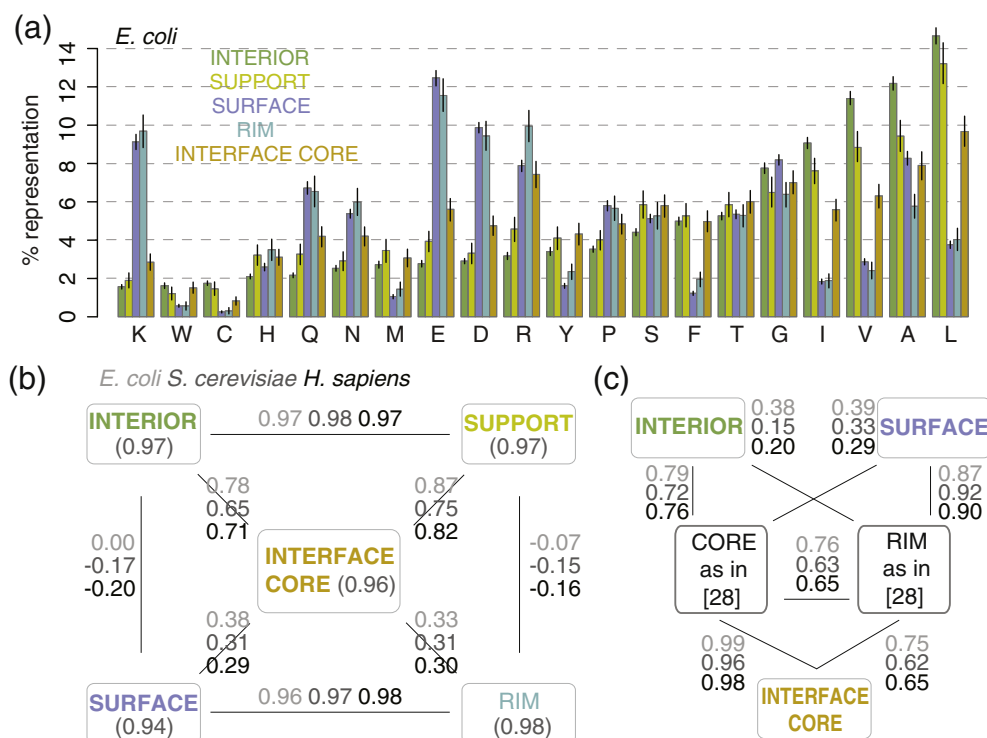 (a)
E. coli
INTERIOR
SUPPORT
SURFACE
RIM
INTERFACE CORE
% representation
0 2 4 6 8 10 12 14
K W C H Q N M E D R Y P S F T G I V A L
(b)
E. coli S. cerevisiae H. sapiens
INTERIOR
(0.97)
0.97 0.98 0.97
SUPPORT
(0.97)
0.78
0.65
0.71
0.87
0.75
0.82
0.00
-0.17
-0.20
INTERFACE
CORE (0.96)
-0.07
-0.15
-0.16
0.38
0.31
0.29
0.33
0.31
0.30
SURFACE
(0.94)
0.96 0.97 0.98
RIM
(0.98)
(c)
INTERIOR
0.38
0.15
0.20
0.39
0.33
0.29
SURFACE
0.79
0.72
0.76
0.87
0.92
0.90
CORE
as in
[28]
0.76
0.63
0.65
RIM
as in
[28]
0.99
0.96
0.98
0.75
0.62
0.65
INTERFACE
CORE